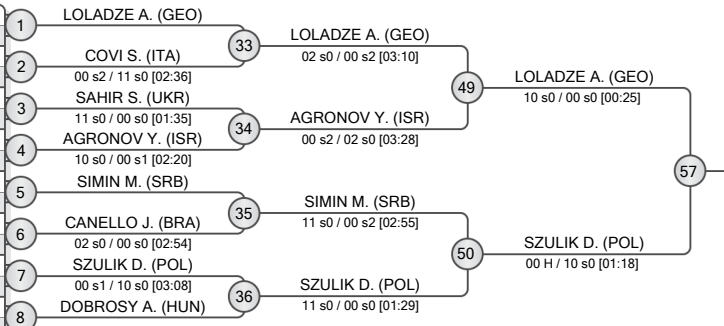 1
LOLADZE A. (GEO)
33
LOLADZE A. (GEO)
02 s0 / 00 s2 [03:10]
2
COVI S. (ITA)
00 s2 / 11 s0 [02:36]
49
LOLADZE A. (GEO)
10 s0 / 00 s0 [00:25]
3
SAHIR S. (UKR)
11 s0 / 00 s0 [01:35]
34
AGRONOV Y. (ISR)
00 s2 / 02 s0 [03:28]
4
AGRONOV Y. (ISR)
10 s0 / 00 s1 [02:20]
57
5
SIMIN M. (SRB)
35
SIMIN M. (SRB)
11 s0 / 00 s2 [02:55]
6
CANELLO J. (BRA)
02 s0 / 00 s0 [02:54]
50
SZULIK D. (POL)
00 H / 10 s0 [01:18]
7
SZULIK D. (POL)
00 s1 / 10 s0 [03:08]
36
SZULIK D. (POL)
11 s0 / 00 s0 [01:29]
8
DOBROSY A. (HUN)